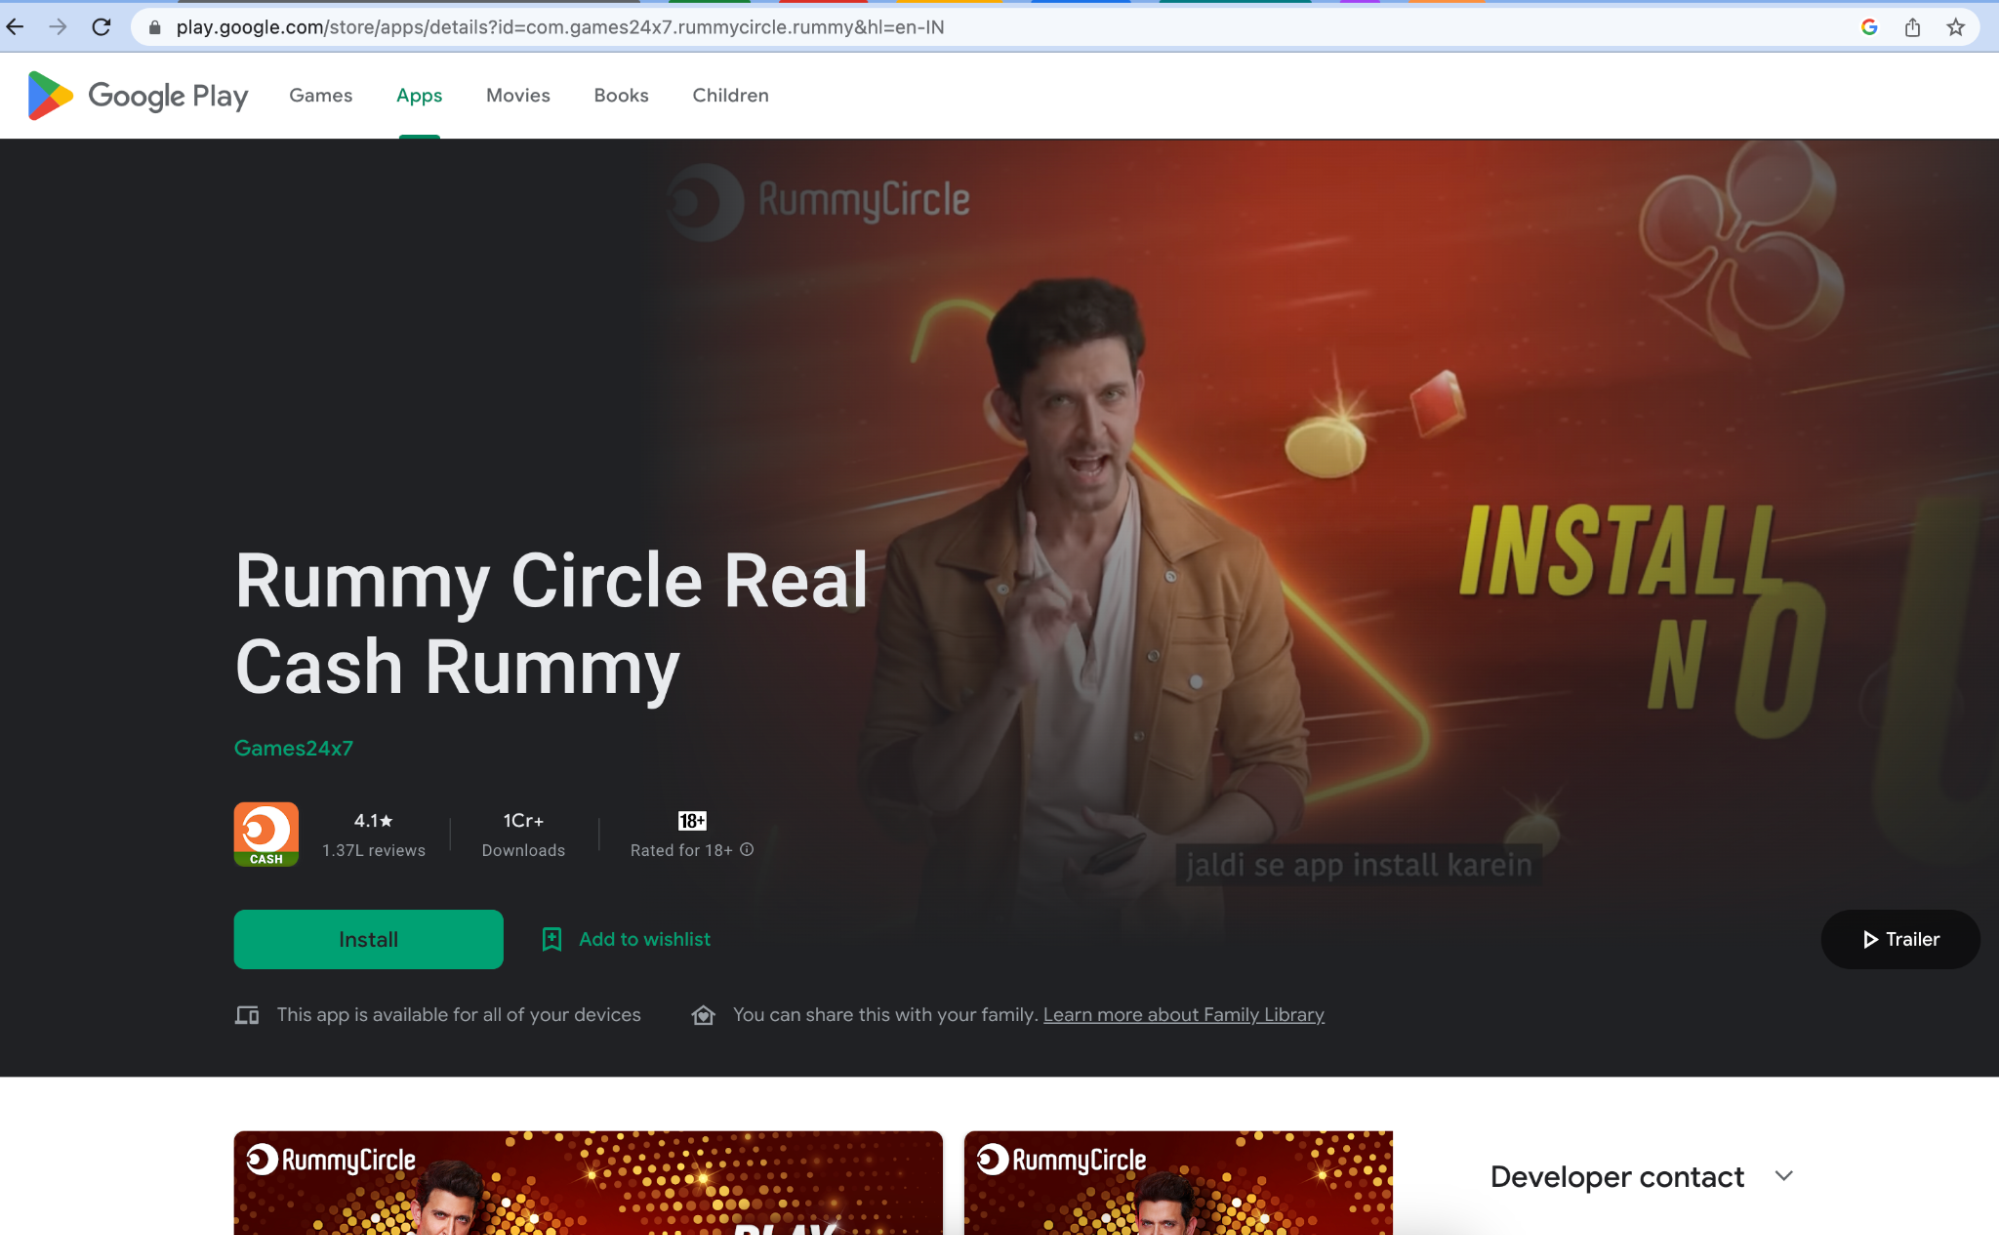 play.google.com/store/apps/details?id=com.games24x7.rummycircle.rummy&hl=en-IN
Google Play
Games
Apps
Movies
Books
Children
RummyCircle
INSTALL
NO
Rummy Circle Real
Cash Rummy
Games24x7
CASH
4.1★
1.37L reviews
1Cr+
Downloads
18+
Rated for 18+
jaldi se app install karein
Install
Add to wishlist
Trailer
This app is available for all of your devices
You can share this with your family. Learn more about Family Library
RummyCircle
PLAY
RummyCircle
Developer contact